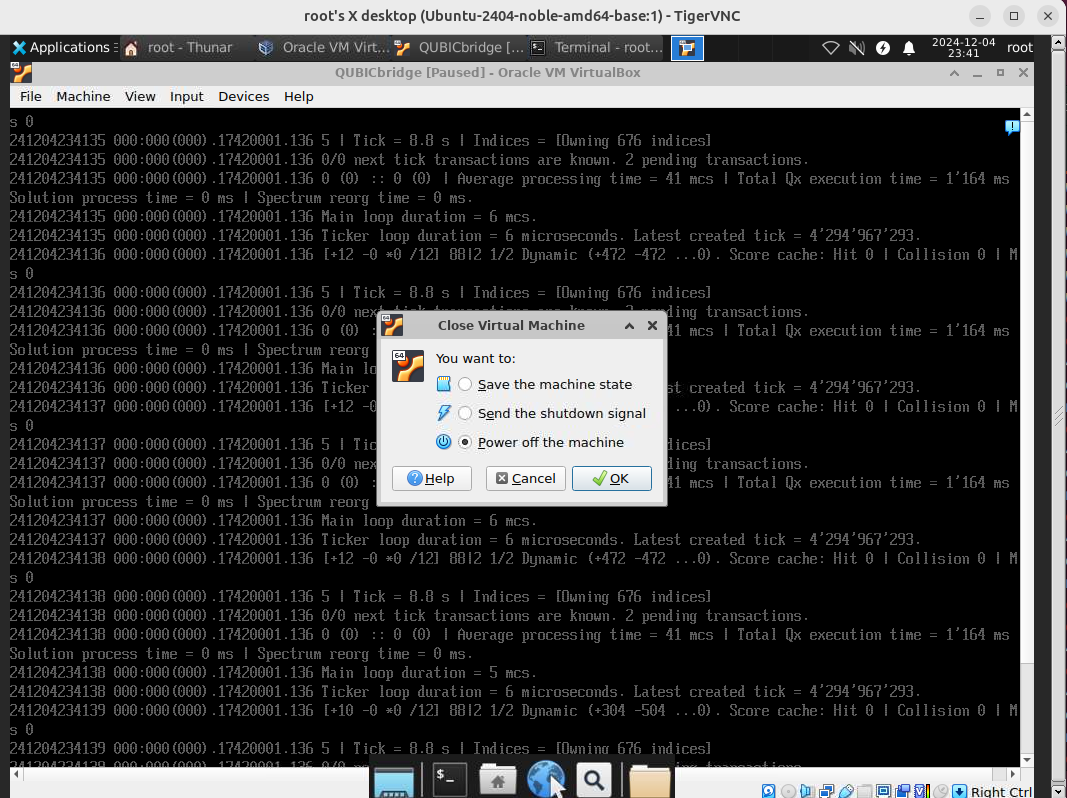 root's X desktop (Ubuntu-2404-noble-amd64-base:1) - TigerVNC
Applications
root - Thunar
Oracle VM Virt...
QUBICbridge [...
Terminal - root...
2024-12-04
23:41
root
64
QUBICbridge [Paused] - Oracle VM VirtualBox
File Machine View Input Devices Help
s 0
241204234135 000:000(000).17420001.136 5 | Tick = 8.8 s | Indices = [Owning 676 indices]
241204234135 000:000(000).17420001.136 0/0 next tick transactions are known. 2 pending transactions.
241204234135 000:000(000).17420001.136 0 (0) :: 0 (0) | Average processing time = 41 mcs | Total Qx execution time = 1'164 ms
Solution process time = 0 ms | Spectrum reorg time = 0 ms.
241204234135 000:000(000).17420001.136 Main loop duration = 6 mcs.
241204234135 000:000(000).17420001.136 Ticker loop duration = 6 microseconds. Latest created tick = 4'294'967'293.
241204234136 000:000(000).17420001.136 [+12 -0 *0 /12] 88|2 1/2 Dynamic (+472 -472 ...0). Score cache: Hit 0 | Collision 0 | M
s 0
241204234136 000:000(000).17420001.136 5 | Tick = 8.8 s | Indices = [Owning 676 indices]
241204234136 000:000(000).17420001.136 0/0 next tick transactions are known. 2 pending transactions.
241204234136 000:000(000).17420001.136 0 (0) 41 mcs | Total Qx execution time = 1'164 ms
Solution process time = 0 ms | Spectrum reorg
241204234136 000:000(000).17420001.136 Main lo
241204234136 000:000(000).17420001.136 Ticker st created tick = 4'294'967'293.
241204234137 000:000(000).17420001.136 [+12 -0 ...0). Score cache: Hit 0 | Collision 0 | M
s 0
241204234137 000:000(000).17420001.136 5 | Tic indices]
241204234137 000:000(000).17420001.136 0/0 nex ding transactions.
241204234137 000:000(000).17420001.136 0 (0) 41 mcs | Total Qx execution time = 1'164 ms
Solution process time = 0 ms | Spectrum reorg
241204234137 000:000(000).17420001.136 Main loop duration = 6 mcs.
241204234137 000:000(000).17420001.136 Ticker loop duration = 6 microseconds. Latest created tick = 4'294'967'293.
241204234138 000:000(000).17420001.136 [+12 -0 *0 /12] 88|2 1/2 Dynamic (+472 -472 ...0). Score cache: Hit 0 | Collision 0 | M
s 0
241204234138 000:000(000).17420001.136 5 | Tick = 8.8 s | Indices = [Owning 676 indices]
241204234138 000:000(000).17420001.136 0/0 next tick transactions are known. 2 pending transactions.
241204234138 000:000(000).17420001.136 0 (0) :: 0 (0) | Average processing time = 41 mcs | Total Qx execution time = 1'164 ms
Solution process time = 0 ms | Spectrum reorg time = 0 ms.
241204234138 000:000(000).17420001.136 Main loop duration = 5 mcs.
241204234138 000:000(000).17420001.136 Ticker loop duration = 6 microseconds. Latest created tick = 4'294'967'293.
241204234139 000:000(000).17420001.136 [+10 -0 *0 /12] 88|2 1/2 Dynamic (+304 -504 ...0). Score cache: Hit 0 | Collision 0 | M
s 0
241204234139 000:000(000).17420001.136 5 | Tick = 8.8 s | Indices = [Owning 676 indices]
64
Close Virtual Machine
64
You want to:
Save the machine state
Send the shutdown signal
Power off the machine
Help Cancel OK
Right Ctrl